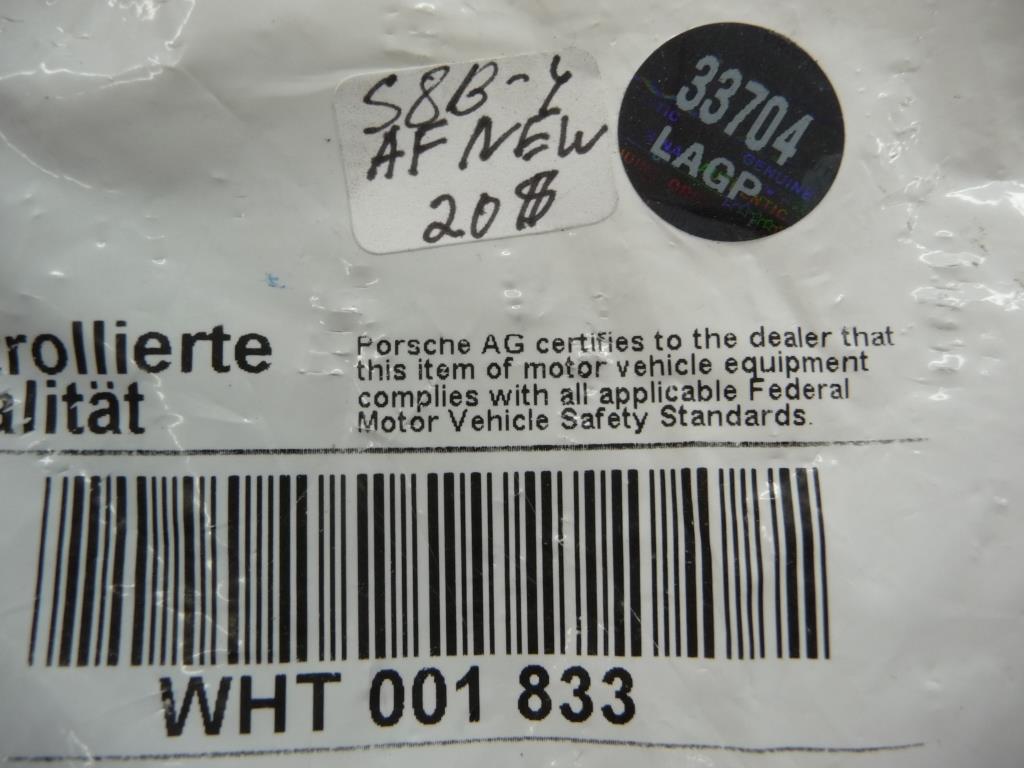 S8B-Y
AF NEW
20$
33704
LAGP
GENUINE
rollierte
alität
Porsche AG certifies to the dealer that
this item of motor vehicle equipment
complies with all applicable Federal
Motor Vehicle Safety Standards.
WHT 001 833